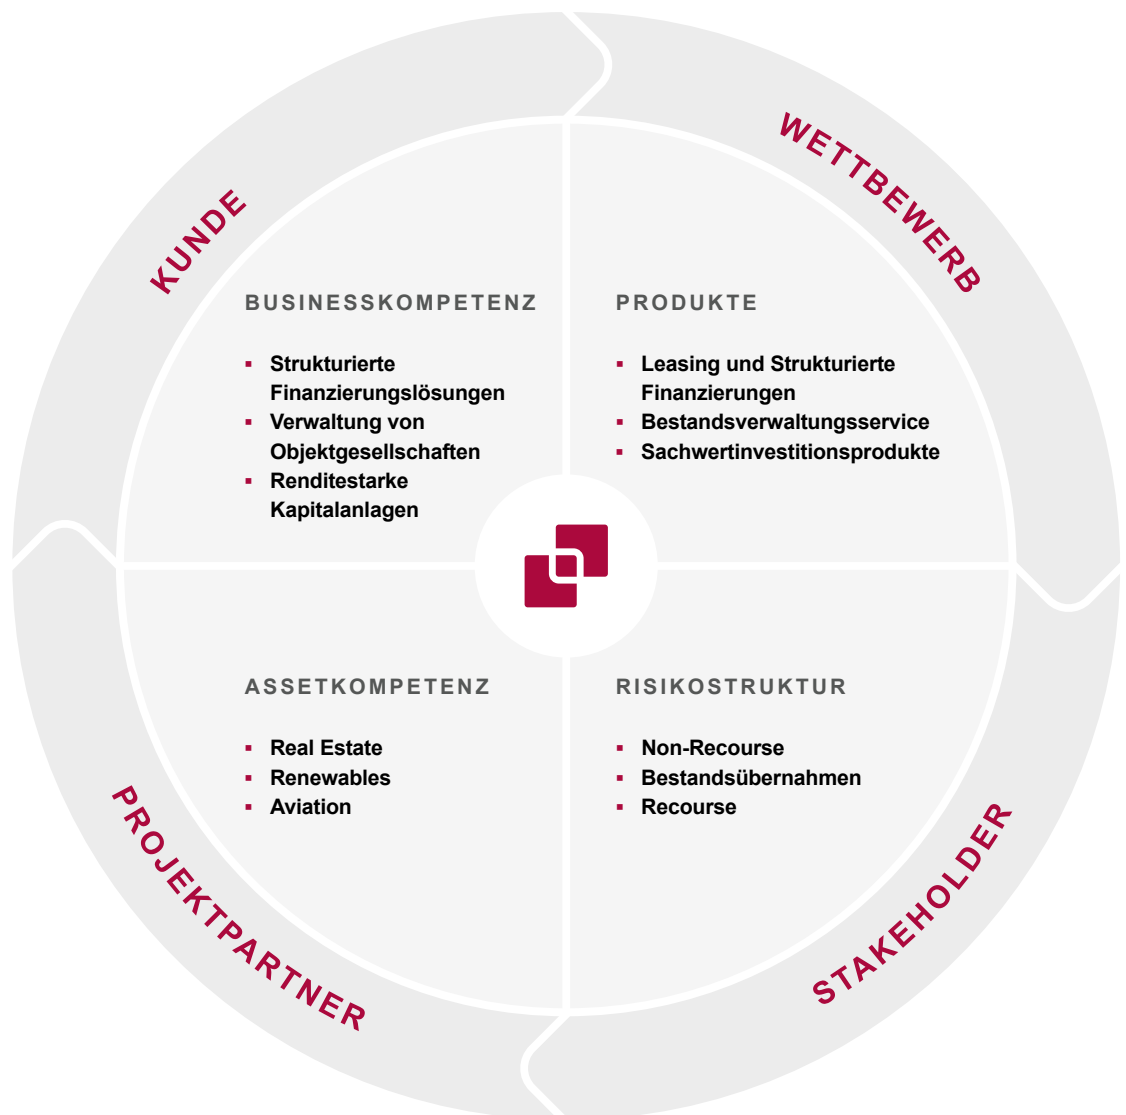 KUNDE
WETTBEWERB
BUSINESSKOMPETENZ
▪ Strukturierte
Finanzierungslösungen
▪ Verwaltung von
Objektgesellschaften
▪ Renditestarke
Kapitalanlagen
PRODUKTE
▪ Leasing und Strukturierte
Finanzierungen
▪ Bestandsverwaltungsservice
▪ Sachwertinvestitionsprodukte
ASSETKOMPETENZ
▪ Real Estate
▪ Renewables
▪ Aviation
RISIKOSTRUKTUR
▪ Non-Recourse
▪ Bestandsübernahmen
▪ Recourse
PROJEKTPARTNER
STAKEHOLDER